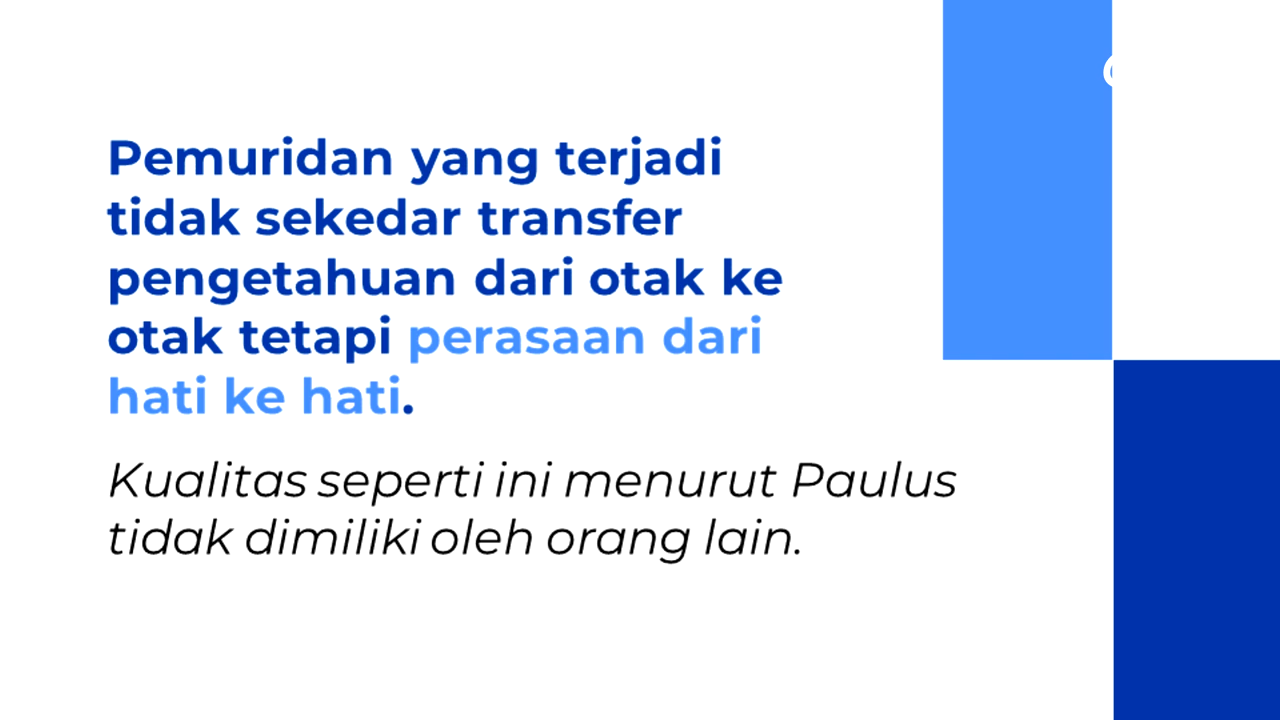 Pemuridan yang terjadi
tidak sekedar transfer
pengetahuan dari otak ke
otak tetapi perasaan dari
hati ke hati.
Kualitas seperti ini menurut Paulus
tidak dimiliki oleh orang lain.